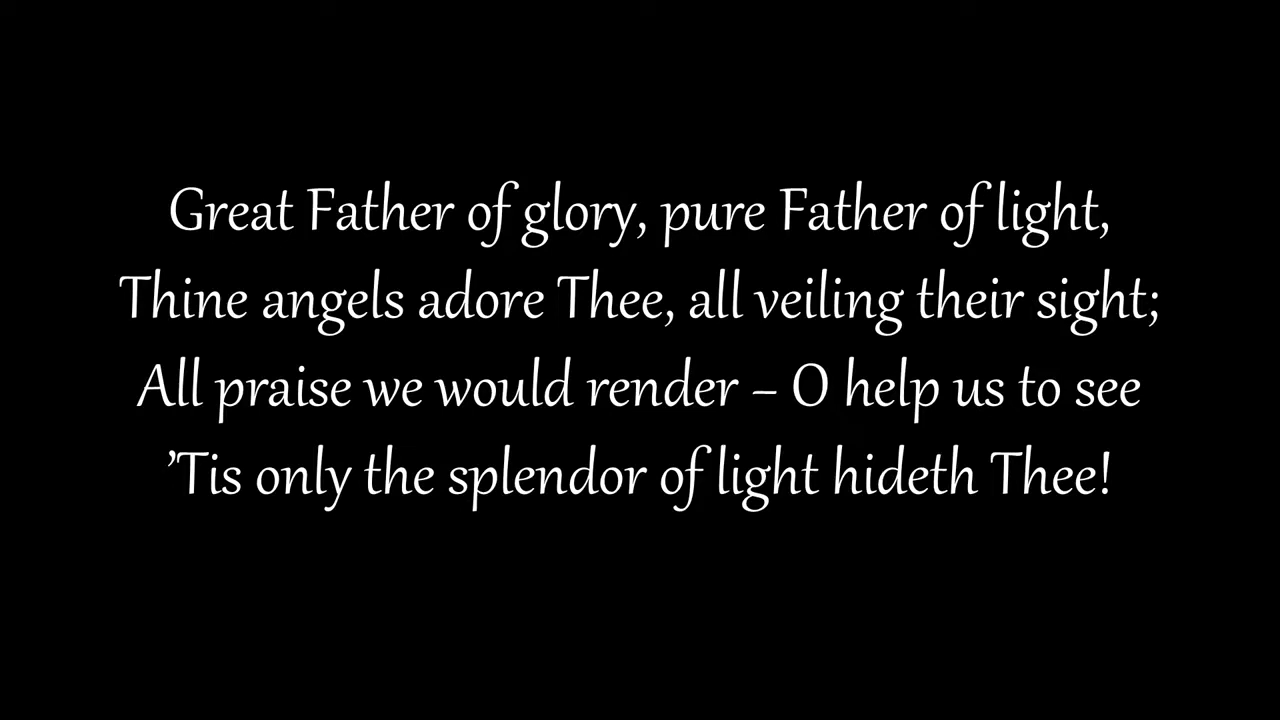 Great Father of glory, pure Father of light,
Thine angels adore Thee, all veiling their sight;
All praise we would render – O help us to see
’Tis only the splendor of light hideth Thee!